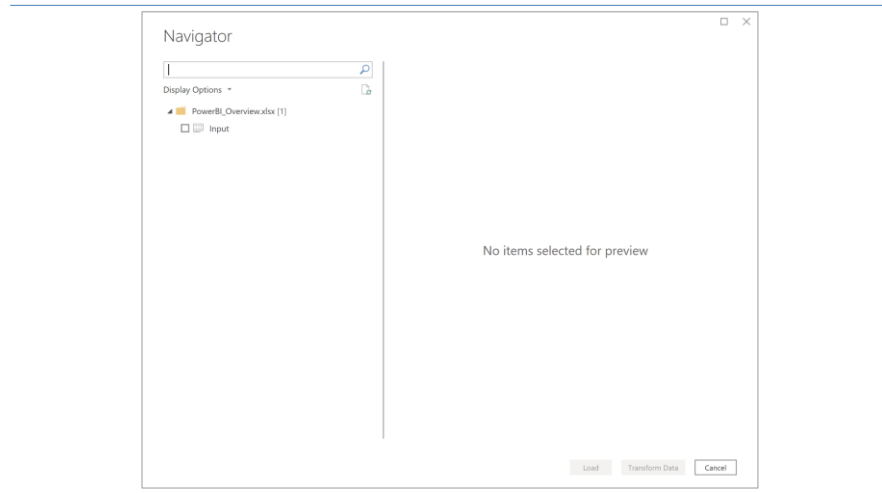 Navigator
Display Options
PowerBI_Overview.xlsx [1]
Input
No items selected for preview
Load Transform Data Cancel